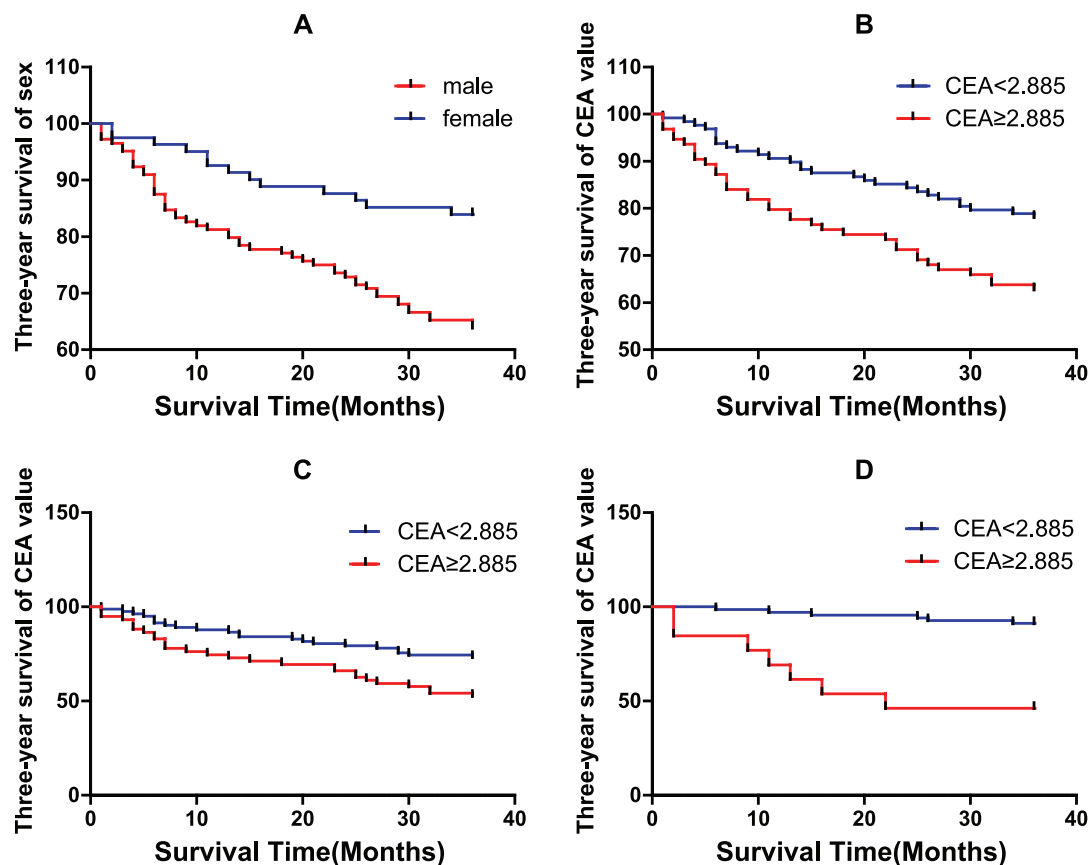 A
Three-year survival of sex
110
100
90
80
70
60
0 10 20 30 40
Survival Time(Months)
male
female
B
Three-year survival of CEA value
110
100
90
80
70
60
50
0 10 20 30 40
Survival Time(Months)
CEA<2.885
CEA≥2.885
C
Three-year survival of CEA value
150
100
50
0
0 10 20 30 40
Survival Time(Months)
CEA<2.885
CEA≥2.885
D
Three-year survival of CEA value
150
100
50
0
0 10 20 30 40
Survival Time(Months)
CEA<2.885
CEA≥2.885